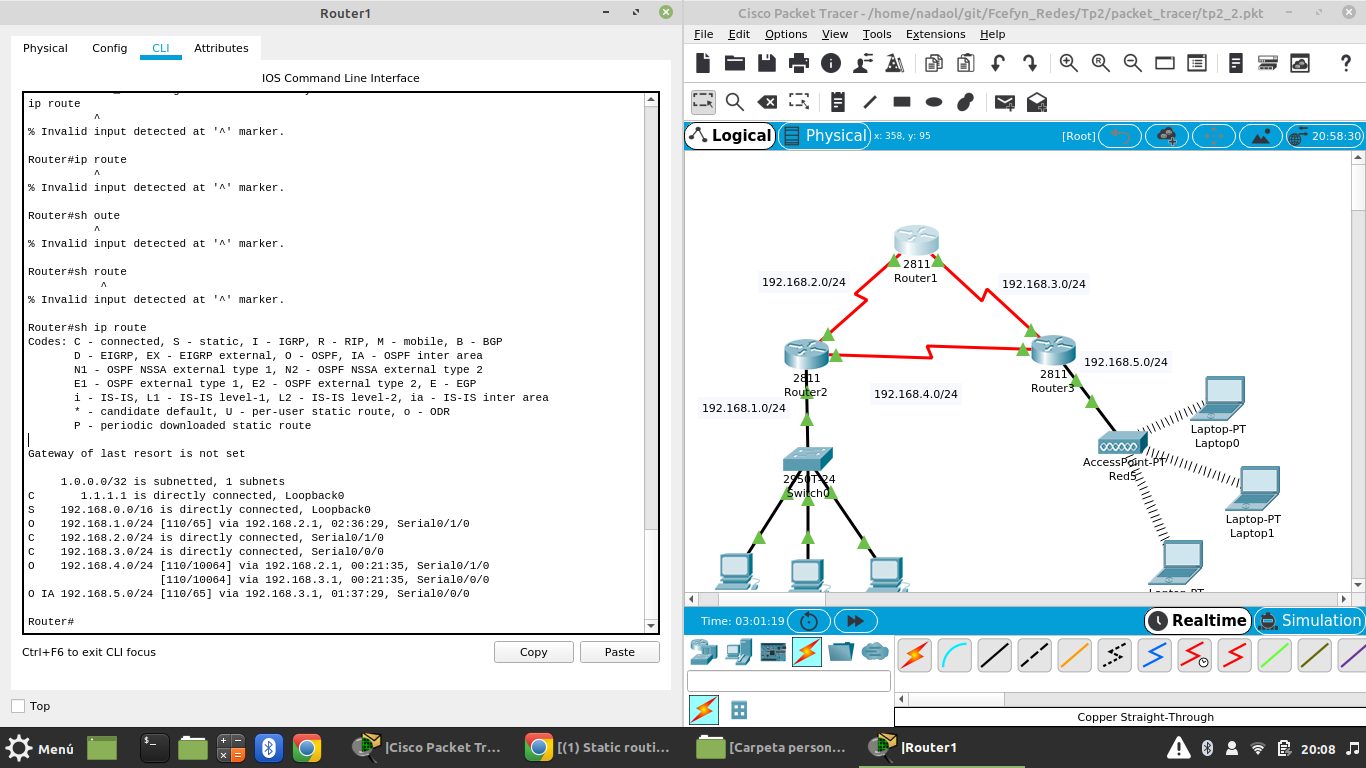 Router1
Physical Config CLI Attributes
IOS Command Line Interface
ip route
^
% Invalid input detected at '^' marker.
Router#ip route
^
% Invalid input detected at '^' marker.
Router#sh oute
^
% Invalid input detected at '^' marker.
Router#sh route
^
% Invalid input detected at '^' marker.
Router#sh ip route
Codes: C - connected, S - static, I - IGRP, R - RIP, M - mobile, B - BGP
D - EIGRP, EX - EIGRP external, O - OSPF, IA - OSPF inter area
N1 - OSPF NSSA external type 1, N2 - OSPF NSSA external type 2
E1 - OSPF external type 1, E2 - OSPF external type 2, E - EGP
i - IS-IS, L1 - IS-IS level-1, L2 - IS-IS level-2, ia - IS-IS inter area
* - candidate default, U - per-user static route, o - ODR
P - periodic downloaded static route
Gateway of last resort is not set
1.0.0.0/32 is subnetted, 1 subnets
C 1.1.1.1 is directly connected, Loopback0
S 192.168.0.0/16 is directly connected, Loopback0
O 192.168.1.0/24 [110/65] via 192.168.2.1, 02:36:29, Serial0/1/0
C 192.168.2.0/24 is directly connected, Serial0/1/0
C 192.168.3.0/24 is directly connected, Serial0/0/0
O 192.168.4.0/24 [110/10064] via 192.168.2.1, 00:21:35, Serial0/1/0
[110/10064] via 192.168.3.1, 00:21:35, Serial0/0/0
O IA 192.168.5.0/24 [110/65] via 192.168.3.1, 01:37:29, Serial0/0/0
Router#
Ctrl+F6 to exit CLI focus
Copy
Paste
Top
Cisco Packet Tracer - /home/nadaol/git/Fcefyn_Redes/Tp2/packet_tracer/tp2_2.pkt
File Edit Options View Tools Extensions Help
Logical
Physical
x: 358, y: 95
[Root]
20:58:30
2811
Router1
192.168.2.0/24
192.168.3.0/24
2811
Router2
2811
Router3
192.168.5.0/24
192.168.4.0/24
192.168.1.0/24
Laptop-PT
Laptop0
AccessPoint-PT
Red5
2950T-24
Switch0
Laptop-PT
Laptop1
Time: 03:01:19
Realtime
Simulation
Copper Straight-Through
Menú
|Cisco Packet Tr...
[(1) Static routi...
[Carpeta person...
|Router1
20:08